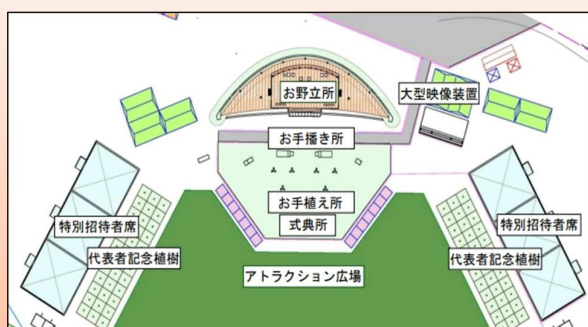 お野立所
大型映像装置
お手播き所
お手植え所
式典所
特別招待者席
代表者記念植樹
特別招待者席
代表者記念植樹
アトラクション広場